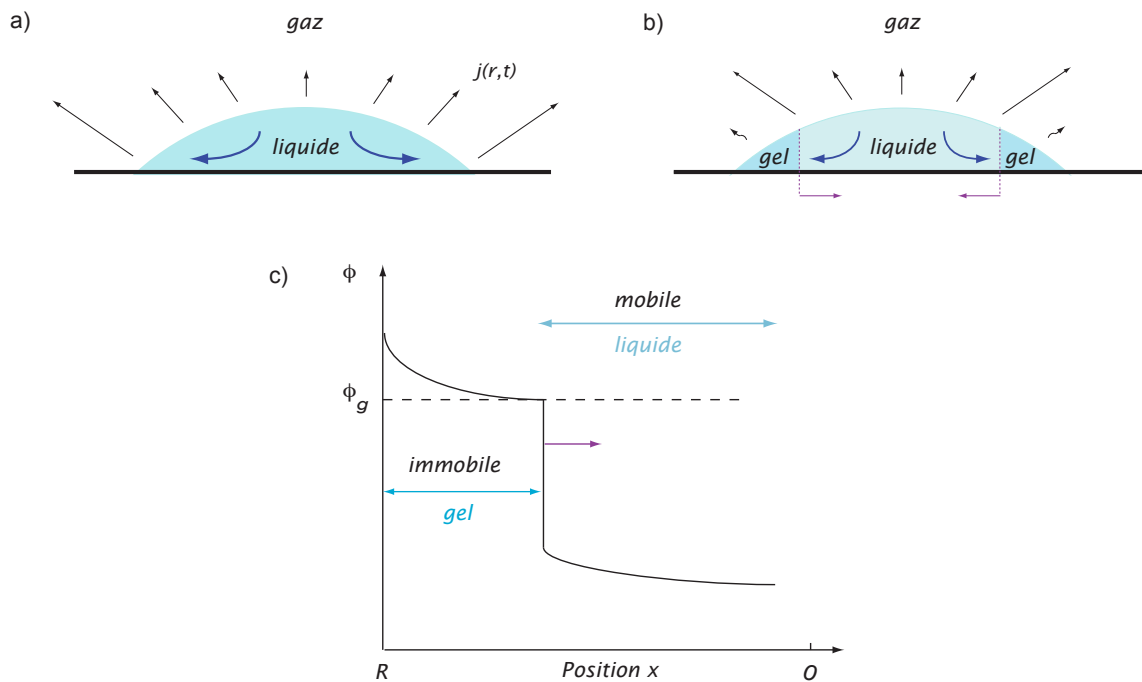 a)
gaz
j(r,t)
liquide
b)
gaz
gel
liquide
gel
c)
ϕ
mobile
liquide
ϕg
immobile
gel
R
Position x
O